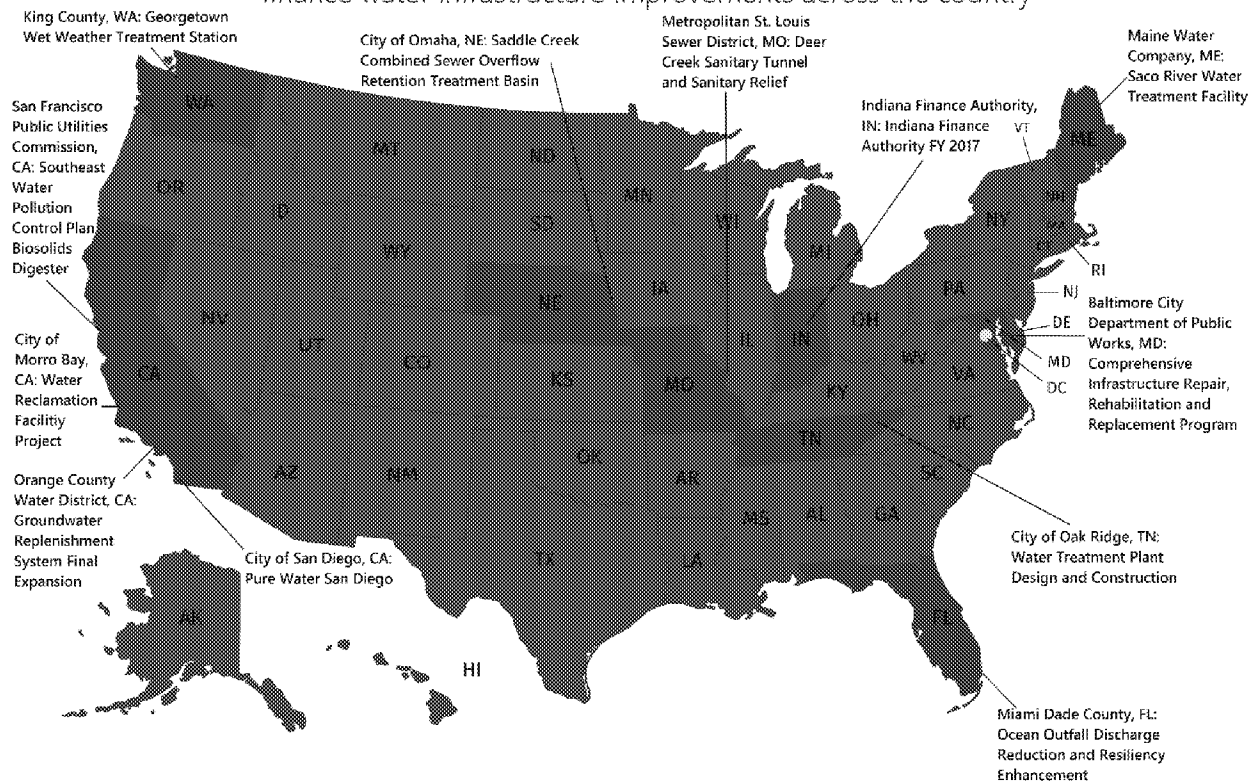 finance water infrastructure improvements across the country
King County, WA: Georgetown
Wet Weather Treatment Station
City of Omaha, NE: Saddle Creek
Combined Sewer Overflow
Retention Treatment Basin
Metropolitan St. Louis
Sewer District, MO: Deer
Creek Sanitary Tunnel
and Sanitary Relief
Maine Water
Company, ME:
Saco River Water
Treatment Facility
Indiana Finance Authority,
IN: Indiana Finance
Authority FY 2017
San Francisco
Public Utilities
Commission,
CA: Southeast
Water
Pollution
Control Plan,
Biosolids
Digester
City of
Morro Bay,
CA: Water
Reclamation
Facilitiy
Project
Orange County
Water District, CA:
Groundwater
Replenishment
System Final
Expansion
City of San Diego, CA:
Pure Water San Diego
Baltimore City
Department of Public
Works, MD:
Comprehensive
Infrastructure Repair,
Rehabilitation and
Replacement Program
City of Oak Ridge, TN:
Water Treatment Plant
Design and Construction
Miami Dade County, FL:
Ocean Outfall Discharge
Reduction and Resiliency
Enhancement
WA
OR
ID
MT
ND
MN
SD
WI
WY
MI
NY
VT
ME
NH
MA
CT
RI
NJ
DE
MD
DC
PA
NV
UT
CO
NE
IA
IL
IN
OH
WV
VA
CA
KS
MO
KY
NC
TN
SC
AZ
NM
OK
AR
MS
AL
GA
TX
LA
FL
AK
HI